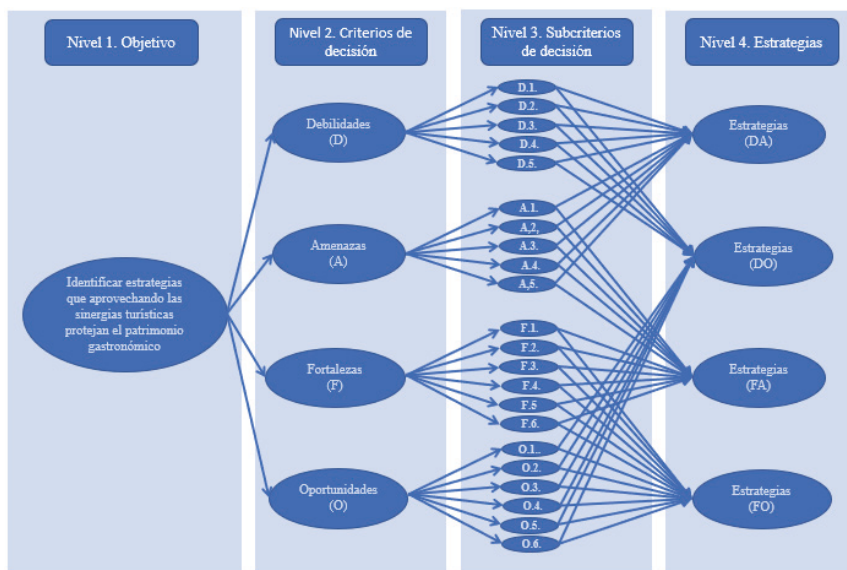 Nivel 1. Objetivo
Nivel 2. Criterios de
decisión
Nivel 3. Subcriterios
de decisión
Nivel 4. Estrategias
Identificar estrategias
que aprovechando las
sinergias turísticas
protejan el patrimonio
gastronómico
Debilidades
(D)
Amenazas
(A)
Fortalezas
(F)
Oportunidades
(O)
D.1.
D.2.
D.3.
D.4.
D.5.
A.1.
A,2,
A.3.
A.4.
A,5.
F.1.
F.2.
F.3.
F.4.
F.5
F.6.
O.1..
O.2.
O.3.
O.4.
O.5.
O.6.
Estrategias
(DA)
Estrategias
(DO)
Estrategias
(FA)
Estrategias
(FO)